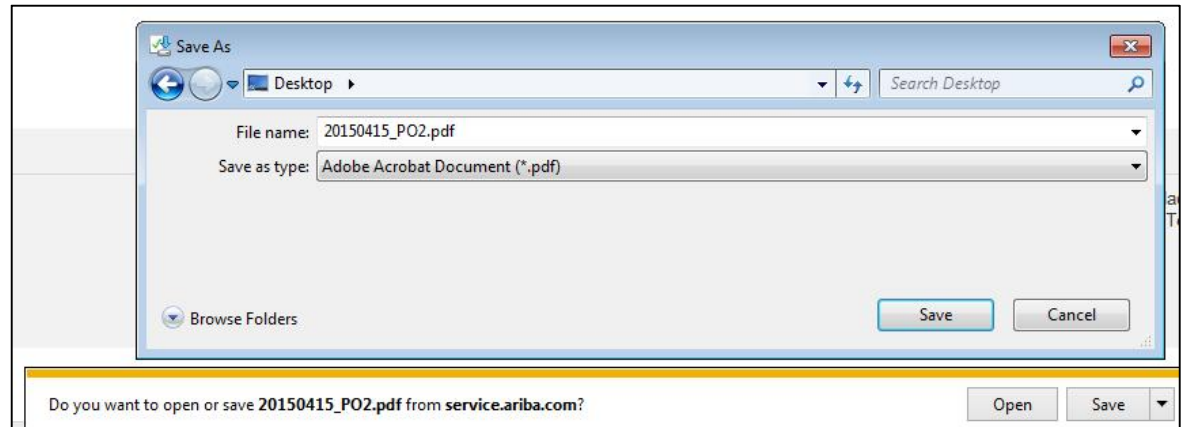 Save As
Desktop
Search Desktop
File name: 20150415_PO2.pdf
Save as type: Adobe Acrobat Document (*.pdf)
Browse Folders
Save Cancel
Do you want to open or save 20150415_PO2.pdf from service.ariba.com?
Open Save